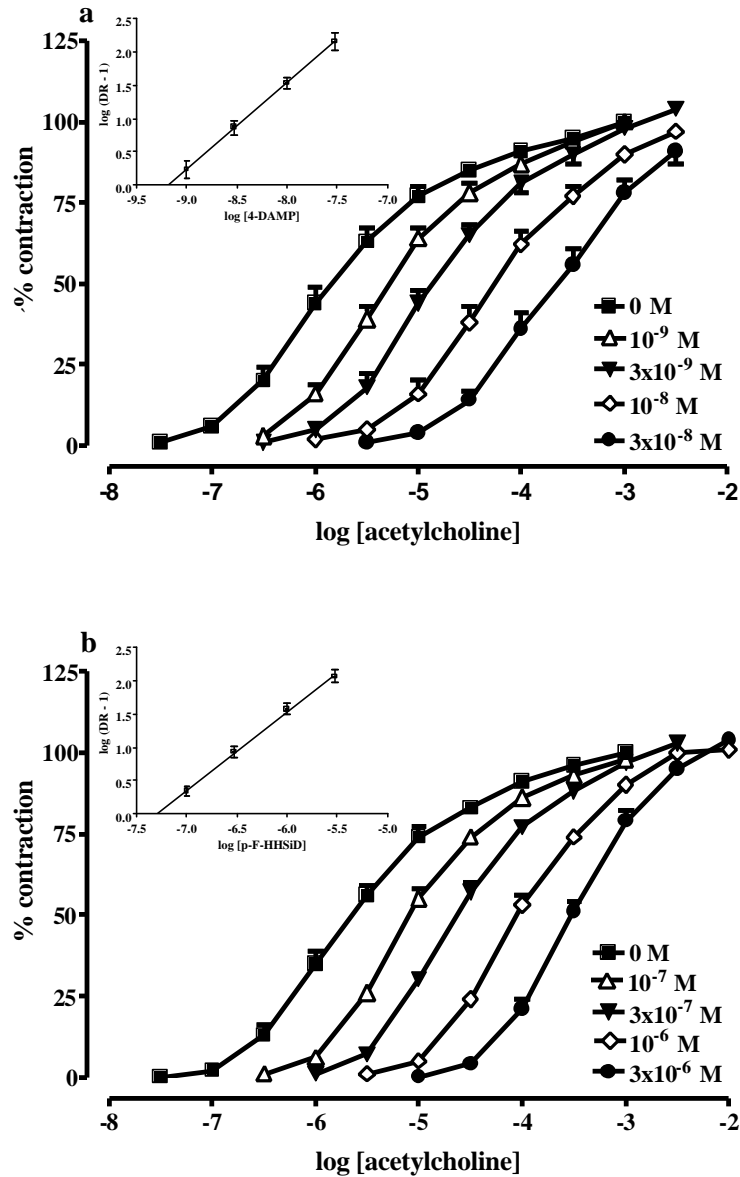 a
125
100
75
50
25
0
% contraction
2.5
2.0
1.5
1.0
0.5
0.0
log (DR - 1)
-9.5 -9.0 -8.5 -8.0 -7.5 -7.0
log [4-DAMP]
0 M
10⁻⁹ M
3x10⁻⁹ M
10⁻⁸ M
3x10⁻⁸ M
-8 -7 -6 -5 -4 -3 -2
log [acetylcholine]
b
125
100
75
50
25
0
% contraction
2.5
2.0
1.5
1.0
0.5
0.0
log (DR - 1)
-7.5 -7.0 -6.5 -6.0 -5.5 -5.0
log [p-F-HHSiD]
0 M
10⁻⁷ M
3x10⁻⁷ M
10⁻⁶ M
3x10⁻⁶ M
-8 -7 -6 -5 -4 -3 -2
log [acetylcholine]